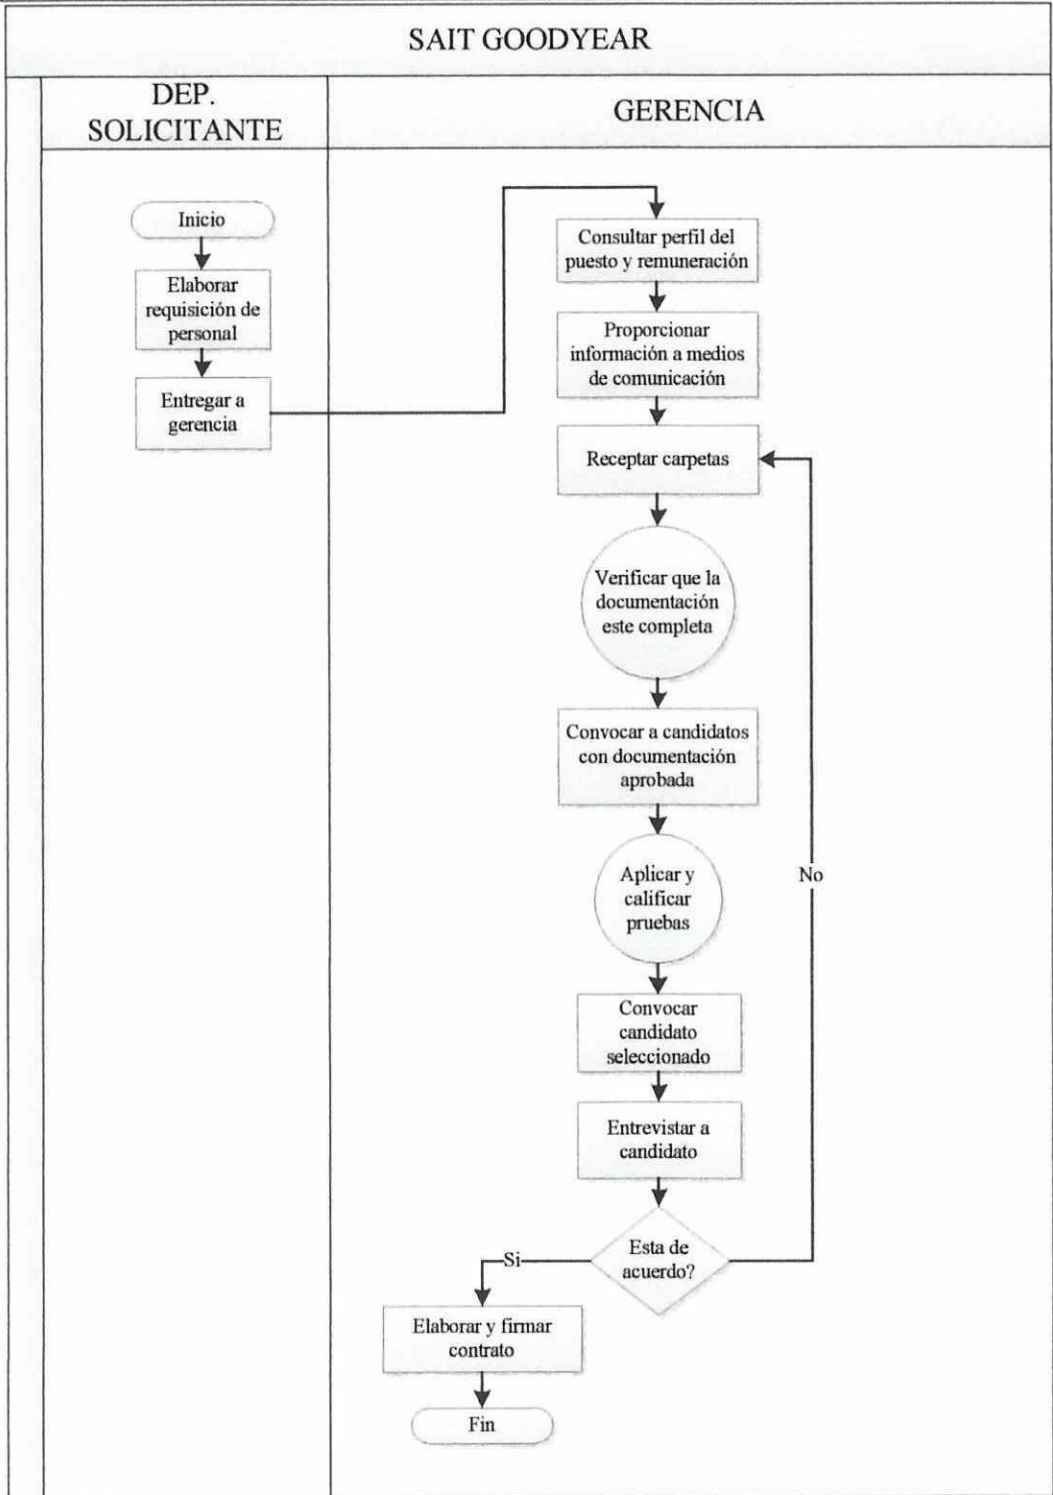 SAIT GOODYEAR
DEP.
SOLICITANTE
GERENCIA
Inicio
Elaborar
requisición de
personal
Entregar a
gerencia
Consultar perfil del
puesto y remuneración
Proporcionar
información a medios
de comunicación
Receptar carpetas
Verificar que la
documentación
este completa
Convocar a candidatos
con documentación
aprobada
Aplicar y
calificar
pruebas
No
Convocar
candidato
seleccionado
Entrevistar a
candidato
Esta de
acuerdo?
Si
Elaborar y firmar
contrato
Fin